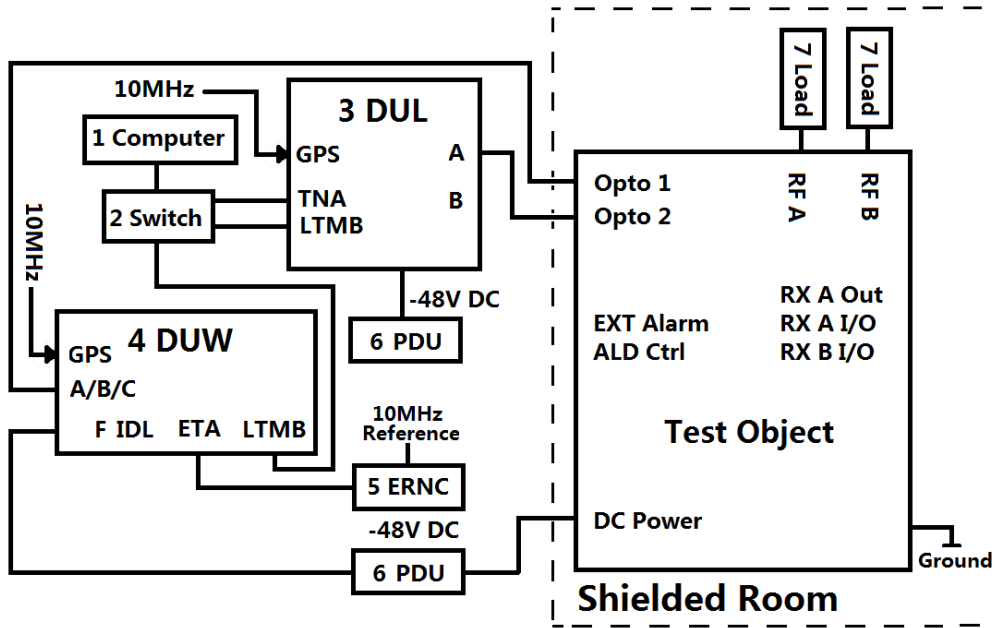 7 Load
7 Load
10MHz
3 DUL
1 Computer
GPS
A
TNA
B
LTMB
2 Switch
Opto 1
Opto 2
RF A
RF B
10MHz
-48V DC
6 PDU
RX A Out
EXT Alarm
RX A I/O
ALD Ctrl
RX B I/O
4 DUW
GPS
A/B/C
F IDL
ETA
LTMB
10MHz
Reference
Test Object
5 ERNC
-48V DC
DC Power
6 PDU
Ground
Shielded Room